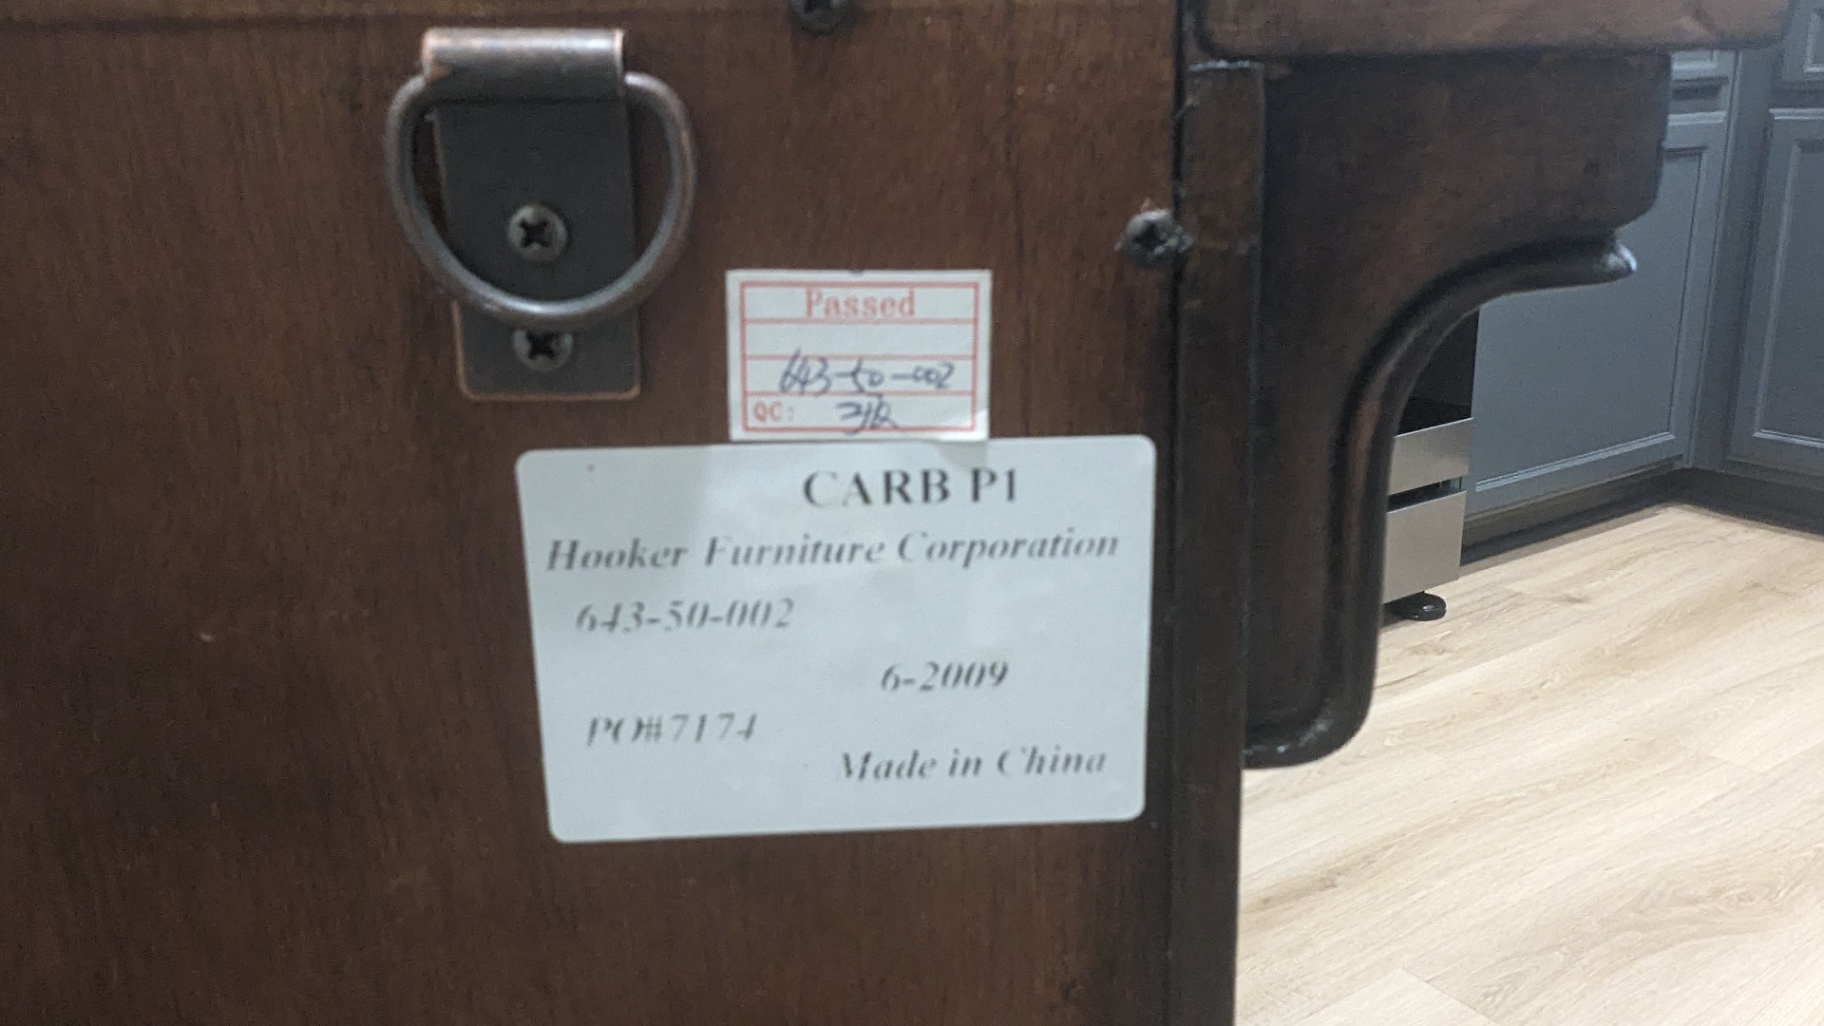 Passed
643-50-002
QC:
CARB P1
Hooker Furniture Corporation
643-50-002
6-2009
PO#7174
Made in China